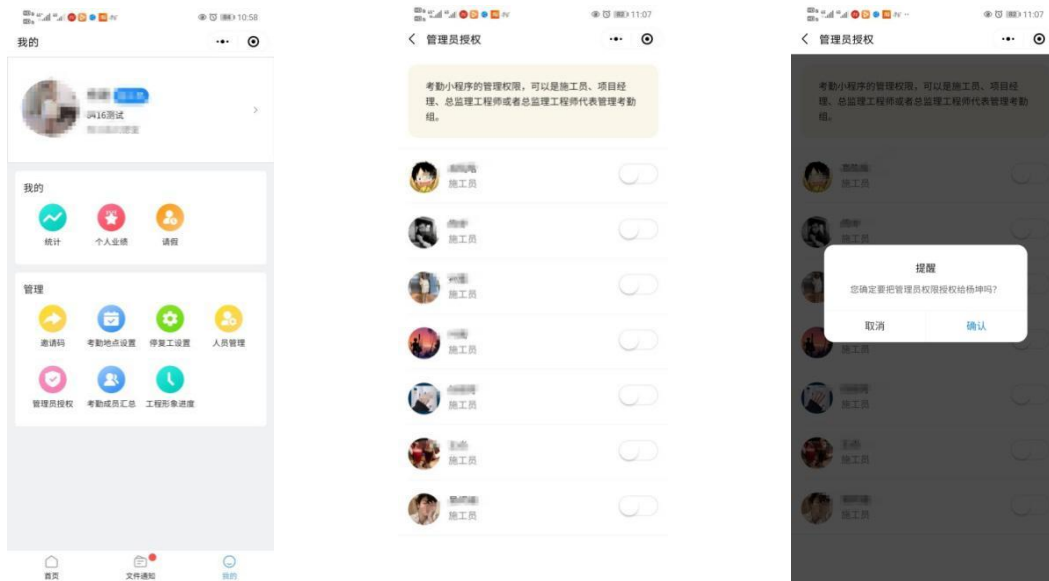 10:58
我的
0416测试
我的
统计
个人业绩
请假
管理
邀请码
考勤地点设置
停复工设置
人员管理
管理员授权
考勤成员汇总
工程形象进度
首页
文件通知
我的
11:07
管理员授权
考勤小程序的管理权限，可以是施工员、项目经
理、总监理工程师或者总监理工程师代表管理考勤
组。
施工员
施工员
施工员
施工员
施工员
施工员
施工员
11:07
管理员授权
考勤小程序的管理权限，可以是施工员、项目经
理、总监理工程师或者总监理工程师代表管理考勤
组。
施工员
施工员
提醒
您确定要把管理员权限授权给杨坤吗?
取消
确认
施工员
施工员
施工员
施工员